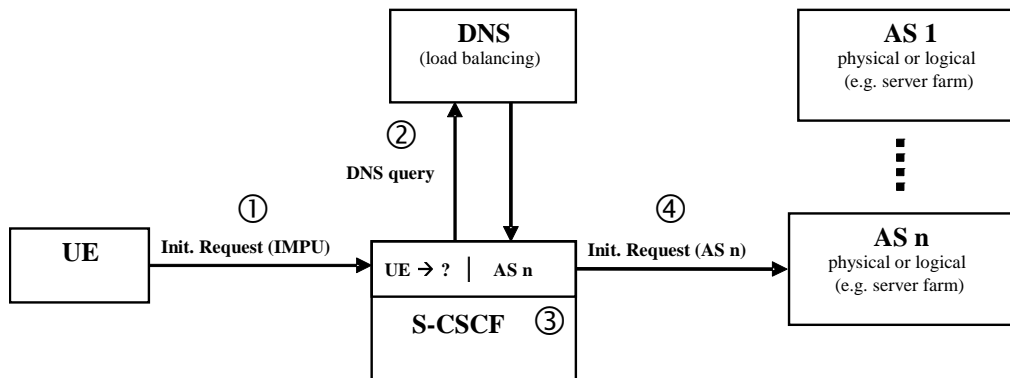 DNS
(load balancing)
AS 1
physical or logical
(e.g. server farm)
②
DNS query
①
④
UE
Init. Request (IMPU)
UE → ? | AS n
Init. Request (AS n)
AS n
physical or logical
(e.g. server farm)
S-CSCF
③